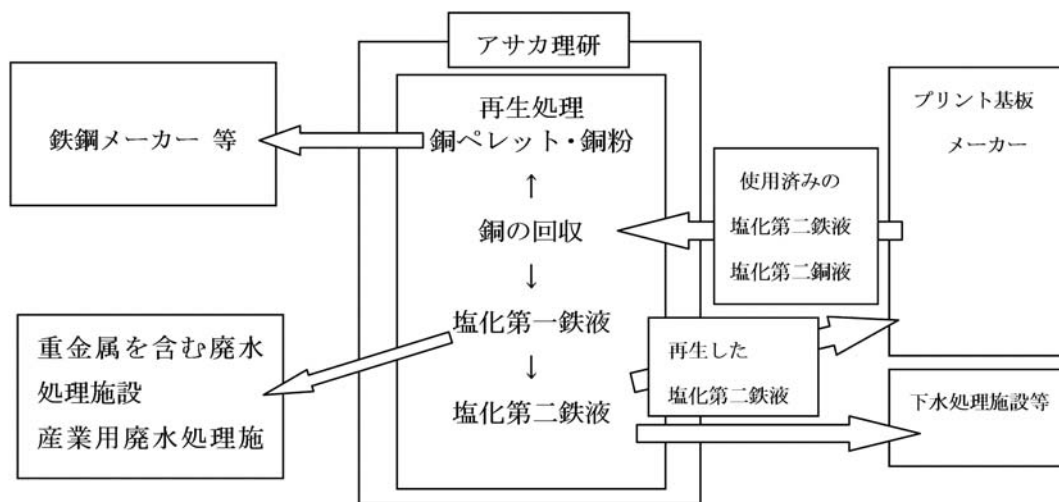 アサカ理研
鉄鋼メーカー 等
再生処理
銅ペレット・銅粉
↑
銅の回収
↓
塩化第一鉄液
↓
塩化第二鉄液
プリント基板
メーカー
使用済みの
塩化第二鉄液
塩化第二銅液
再生した
塩化第二鉄液
重金属を含む廃水
処理施設
産業用廃水処理施
下水処理施設等